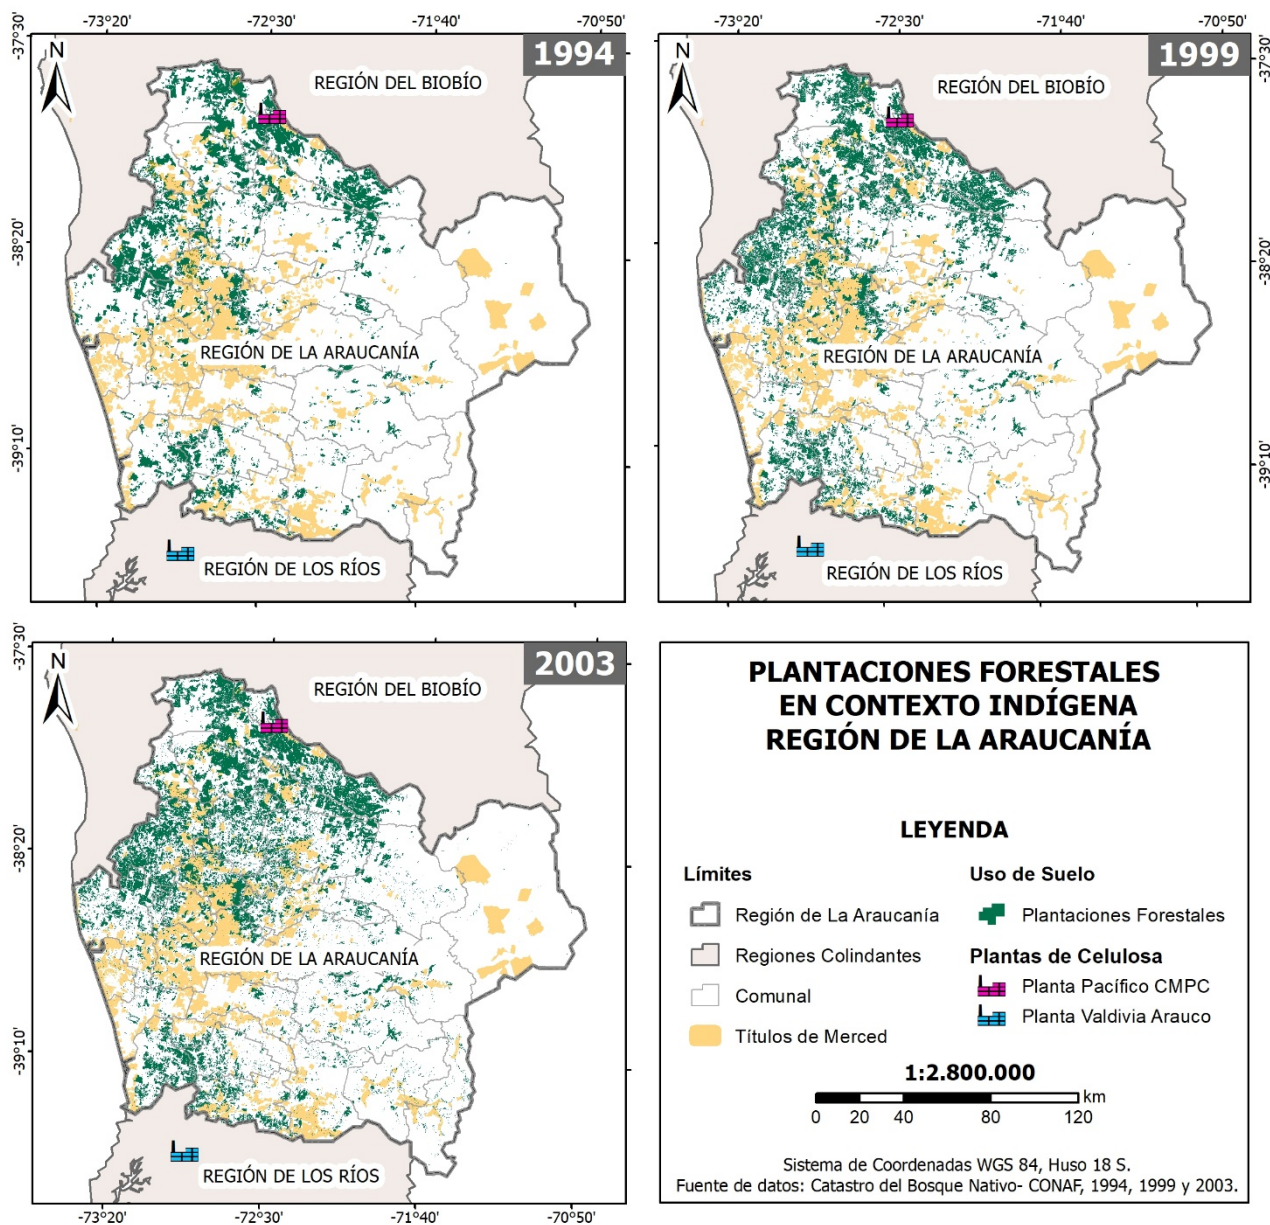 -73°20'
-72°30'
-71°40'
-70°50'
-37°30'
N
1994
REGIÓN DEL BIOBÍO
-38°20'
REGIÓN DE LA ARAUCANÍA
-39°10'
REGIÓN DE LOS RÍOS
-73°20'
-72°30'
-71°40'
-70°50'
N
1999
-37°30'
REGIÓN DEL BIOBÍO
-38°20'
REGIÓN DE LA ARAUCANÍA
-39°10'
REGIÓN DE LOS RÍOS
-37°30'
N
2003
REGIÓN DEL BIOBÍO
-38°20'
REGIÓN DE LA ARAUCANÍA
-39°10'
REGIÓN DE LOS RÍOS
-73°20'
-72°30'
-71°40'
-70°50'
PLANTACIONES FORESTALES
EN CONTEXTO INDÍGENA
REGIÓN DE LA ARAUCANÍA
LEYENDA
Límites
Región de La Araucanía
Regiones Colindantes
Comunal
Títulos de Merced
Uso de Suelo
Plantaciones Forestales
Plantas de Celulosa
Planta Pacífico CMPC
Planta Valdivia Arauco
1:2.800.000
km
0 20 40 80 120
Sistema de Coordenadas WGS 84, Huso 18 S.
Fuente de datos: Catastro del Bosque Nativo- CONAF, 1994, 1999 y 2003.